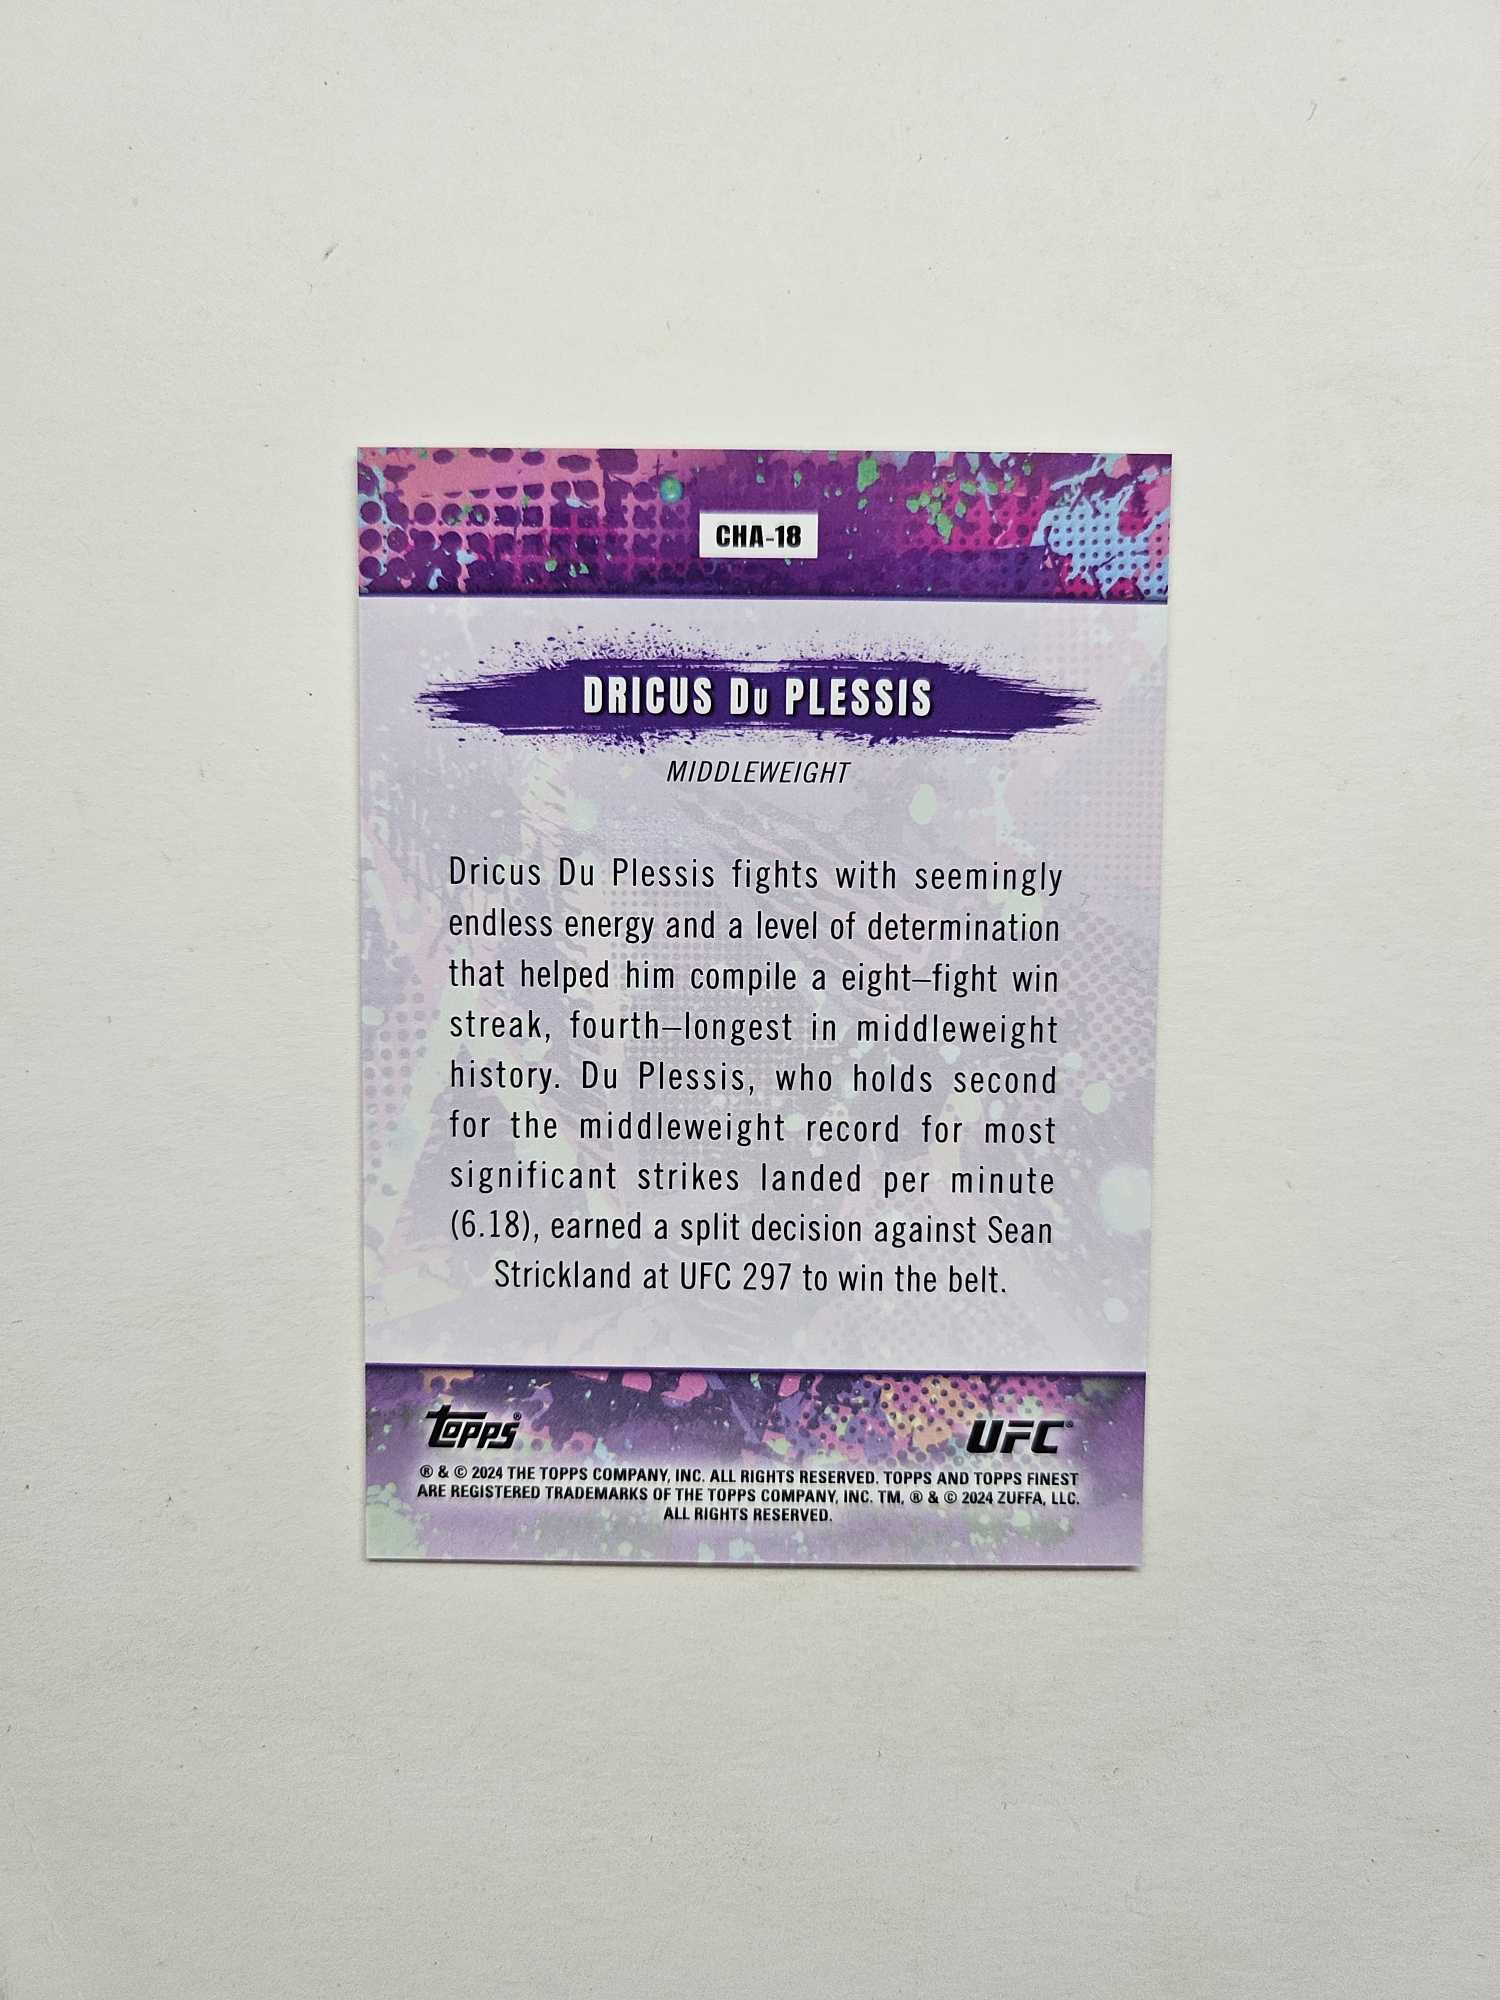 CHA-18
DRICUS DU PLESSIS
MIDDLEWEIGHT
Dricus Du Plessis fights with seemingly
endless energy and a level of determination
that helped him compile a eight–fight win
streak, fourth–longest in middleweight
history. Du Plessis, who holds second
for the middleweight record for most
significant strikes landed per minute
(6.18), earned a split decision against Sean
Strickland at UFC 297 to win the belt.
topps® UFC®
® & © 2024 THE TOPPS COMPANY, INC. ALL RIGHTS RESERVED. TOPPS AND TOPPS FINEST
ARE REGISTERED TRADEMARKS OF THE TOPPS COMPANY, INC. TM, ® & © 2024 ZUFFA, LLC.
ALL RIGHTS RESERVED.